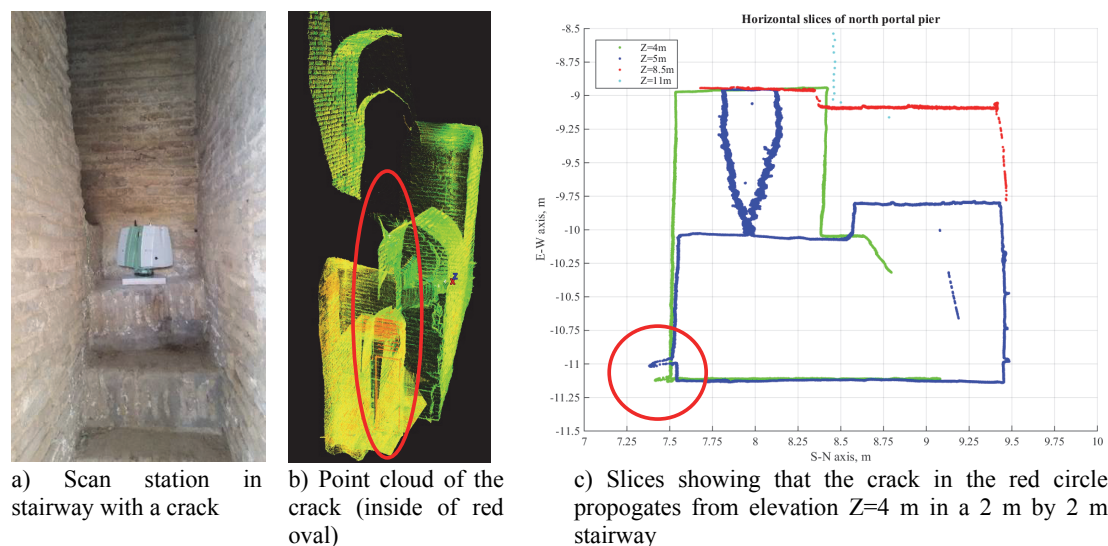 Horizontal slices of north portal pier
-8.5
-8.75
-9
-9.25
-9.5
-9.75
-10
-10.25
-10.5
-10.75
-11
-11.25
-11.5
E-W axis, m
Z=4m
Z=5m
Z=8.5m
Z=11m
7
7.25
7.5
7.75
8
8.25
8.5
8.75
9
9.25
9.5
9.75
10
S-N axis, m
Z
X
a) Scan station in
stairway with a crack
b) Point cloud of the
crack (inside of red
oval)
c) Slices showing that the crack in the red circle
propogates from elevation Z=4 m in a 2 m by 2 m
stairway